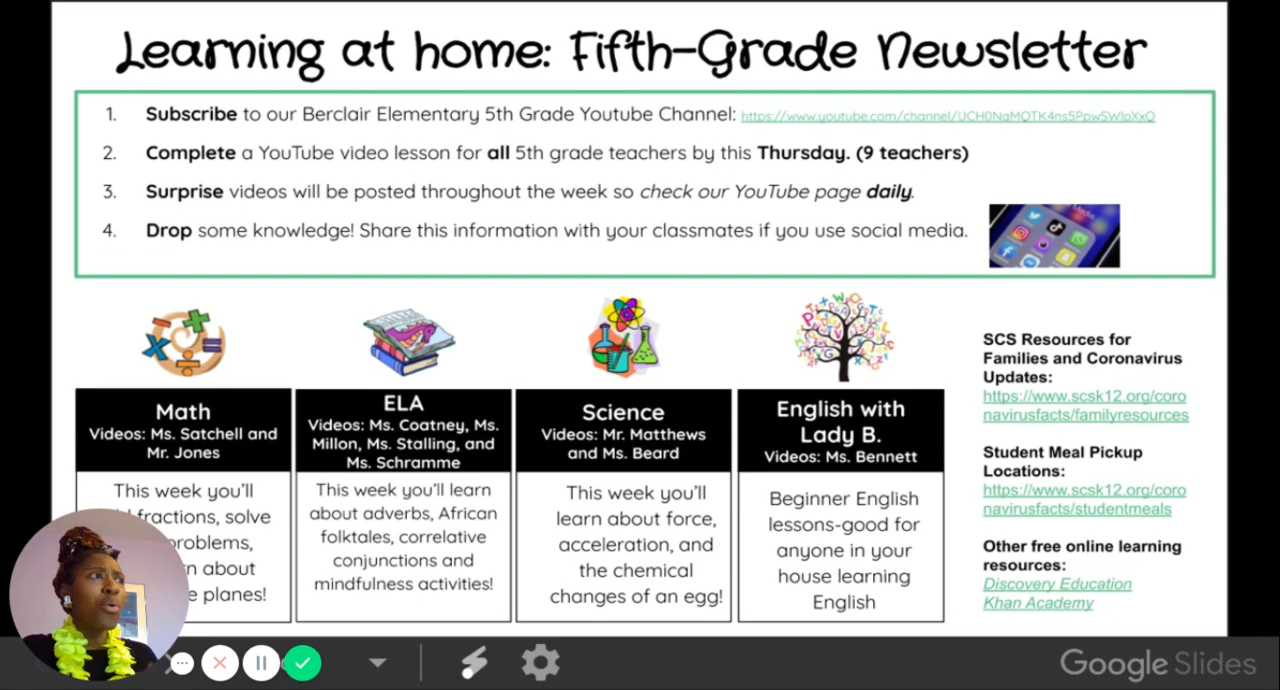 Learning at home: Fifth-Grade Newsletter
1. Subscribe to our Berclair Elementary 5th Grade Youtube Channel: https://www.youtube.com/channel/UCH0NqMQTK4ns5PpwSWlpXxQ
2. Complete a YouTube video lesson for all 5th grade teachers by this Thursday. (9 teachers)
3. Surprise videos will be posted throughout the week so check our YouTube page daily.
4. Drop some knowledge! Share this information with your classmates if you use social media.
Math
Videos: Ms. Satchell and
Mr. Jones
This week you'll
fractions, solve
problems,
about
planes!
ELA
Videos: Ms. Coatney, Ms.
Millon, Ms. Stalling, and
Ms. Schramme
This week you'll learn
about adverbs, African
folktales, correlative
conjunctions and
mindfulness activities!
Science
Videos: Mr. Matthews
and Ms. Beard
This week you'll
learn about force,
acceleration, and
the chemical
changes of an egg!
English with
Lady B.
Videos: Ms. Bennett
Beginner English
lessons-good for
anyone in your
house learning
English
SCS Resources for
Families and Coronavirus
Updates:
https://www.scsk12.org/coro
navirusfacts/familyresources
Student Meal Pickup
Locations:
https://www.scsk12.org/coro
navirusfacts/studentmeals
Other free online learning
resources:
Discovery Education
Khan Academy
Google Slides